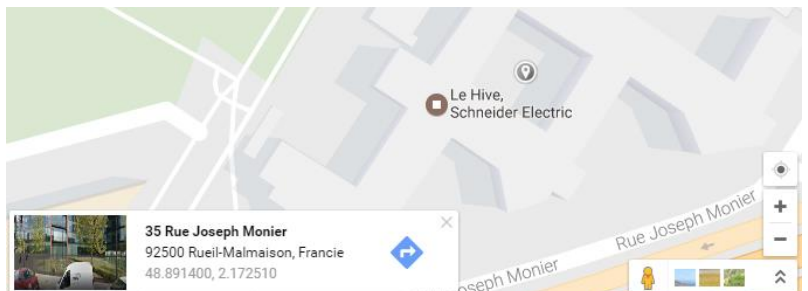 Le Hive,
Schneider Electric
Rue Joseph Monier
oseph Monier
35 Rue Joseph Monier
92500 Rueil-Malmaison, Francie
48.891400, 2.172510